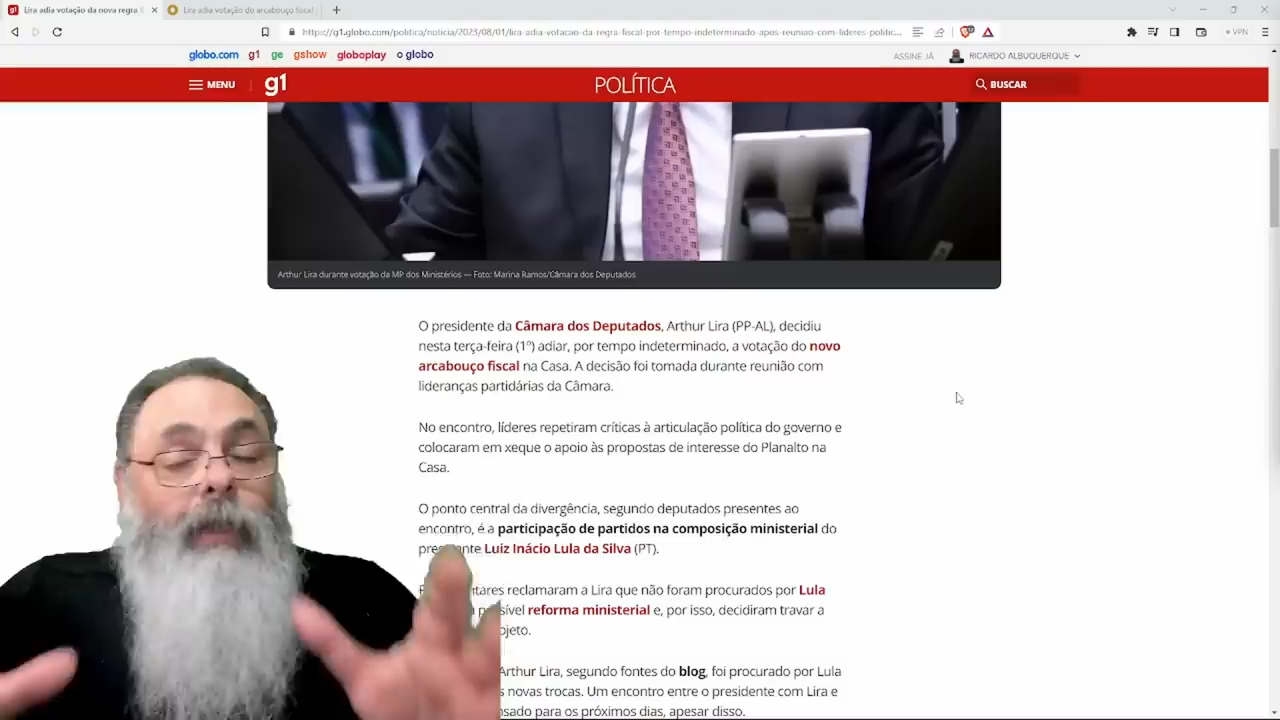 Lira adia votação da nova regra f
Lira adia votação do arcabouço fiscal
https://g1.globo.com/politica/noticia/2023/08/01/lira-adia-votacao-da-regra-fiscal-por-tempo-indeterminado-apos-reuniao-com-lideres-politic...
VPN
globo.com g1 ge gshow globoplay o globo
ASSINE JÁ
RICARDO ALBUQUERQUE
MENU g1 POLÍTICA BUSCAR
Arthur Lira durante votação da MP dos Ministérios — Foto: Marina Ramos/Câmara dos Deputados
O presidente da Câmara dos Deputados, Arthur Lira (PP-AL), decidiu
nesta terça-feira (1º) adiar, por tempo indeterminado, a votação do novo
arcabouço fiscal na Casa. A decisão foi tomada durante reunião com
lideranças partidárias da Câmara.
No encontro, líderes repetiram críticas à articulação política do governo e
colocaram em xeque o apoio às propostas de interesse do Planalto na
Casa.
O ponto central da divergência, segundo deputados presentes ao
encontro, é a participação de partidos na composição ministerial do
Luiz Inácio Lula da Silva (PT).
reclamaram a Lira que não foram procurados por Lula
reforma ministerial e, por isso, decidiram travar a
Arthur Lira, segundo fontes do blog, foi procurado por Lula
novas trocas. Um encontro entre o presidente com Lira e
para os próximos dias, apesar disso.